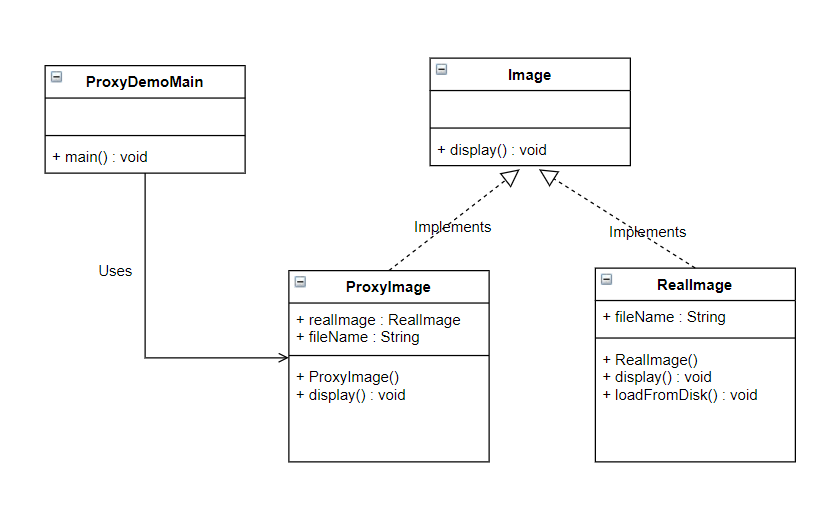 ProxyDemoMain
+ main() : void
Image
+ display() : void
Uses
Implements
Implements
ProxyImage
+ realImage : RealImage
+ fileName : String
+ ProxyImage()
+ display() : void
RealImage
+ fileName : String
+ RealImage()
+ display() : void
+ loadFromDisk() : void